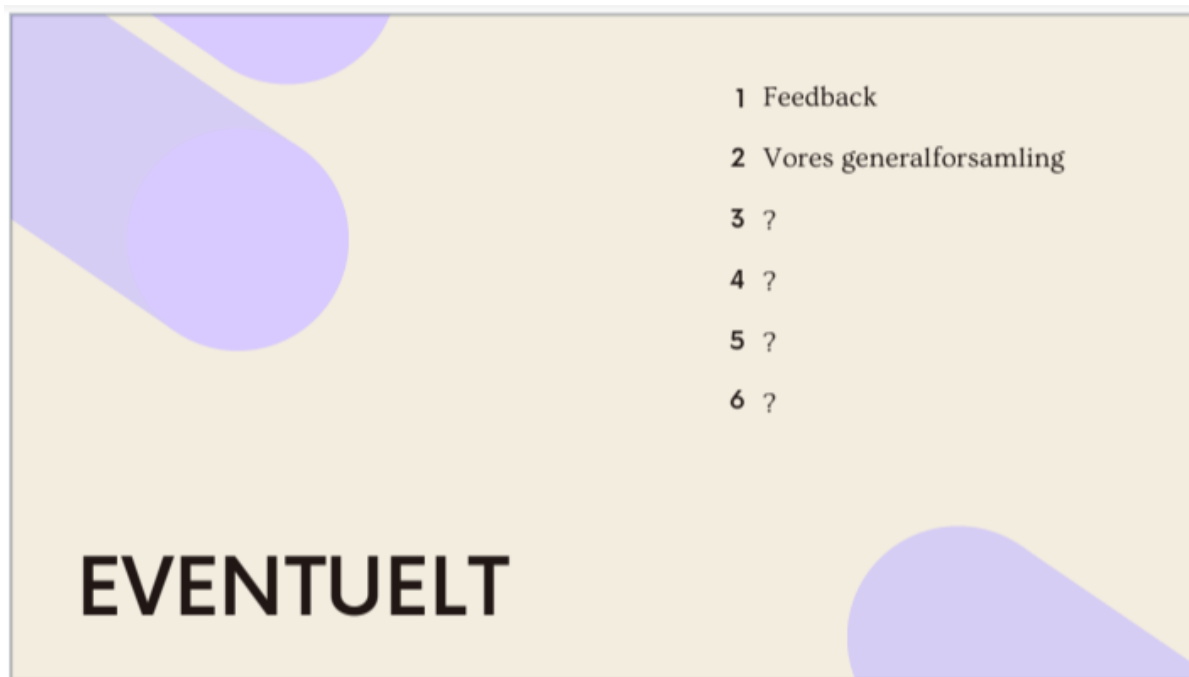 1 Feedback
2 Vores generalforsamling
3 ?
4 ?
5 ?
6 ?
EVENTUELT